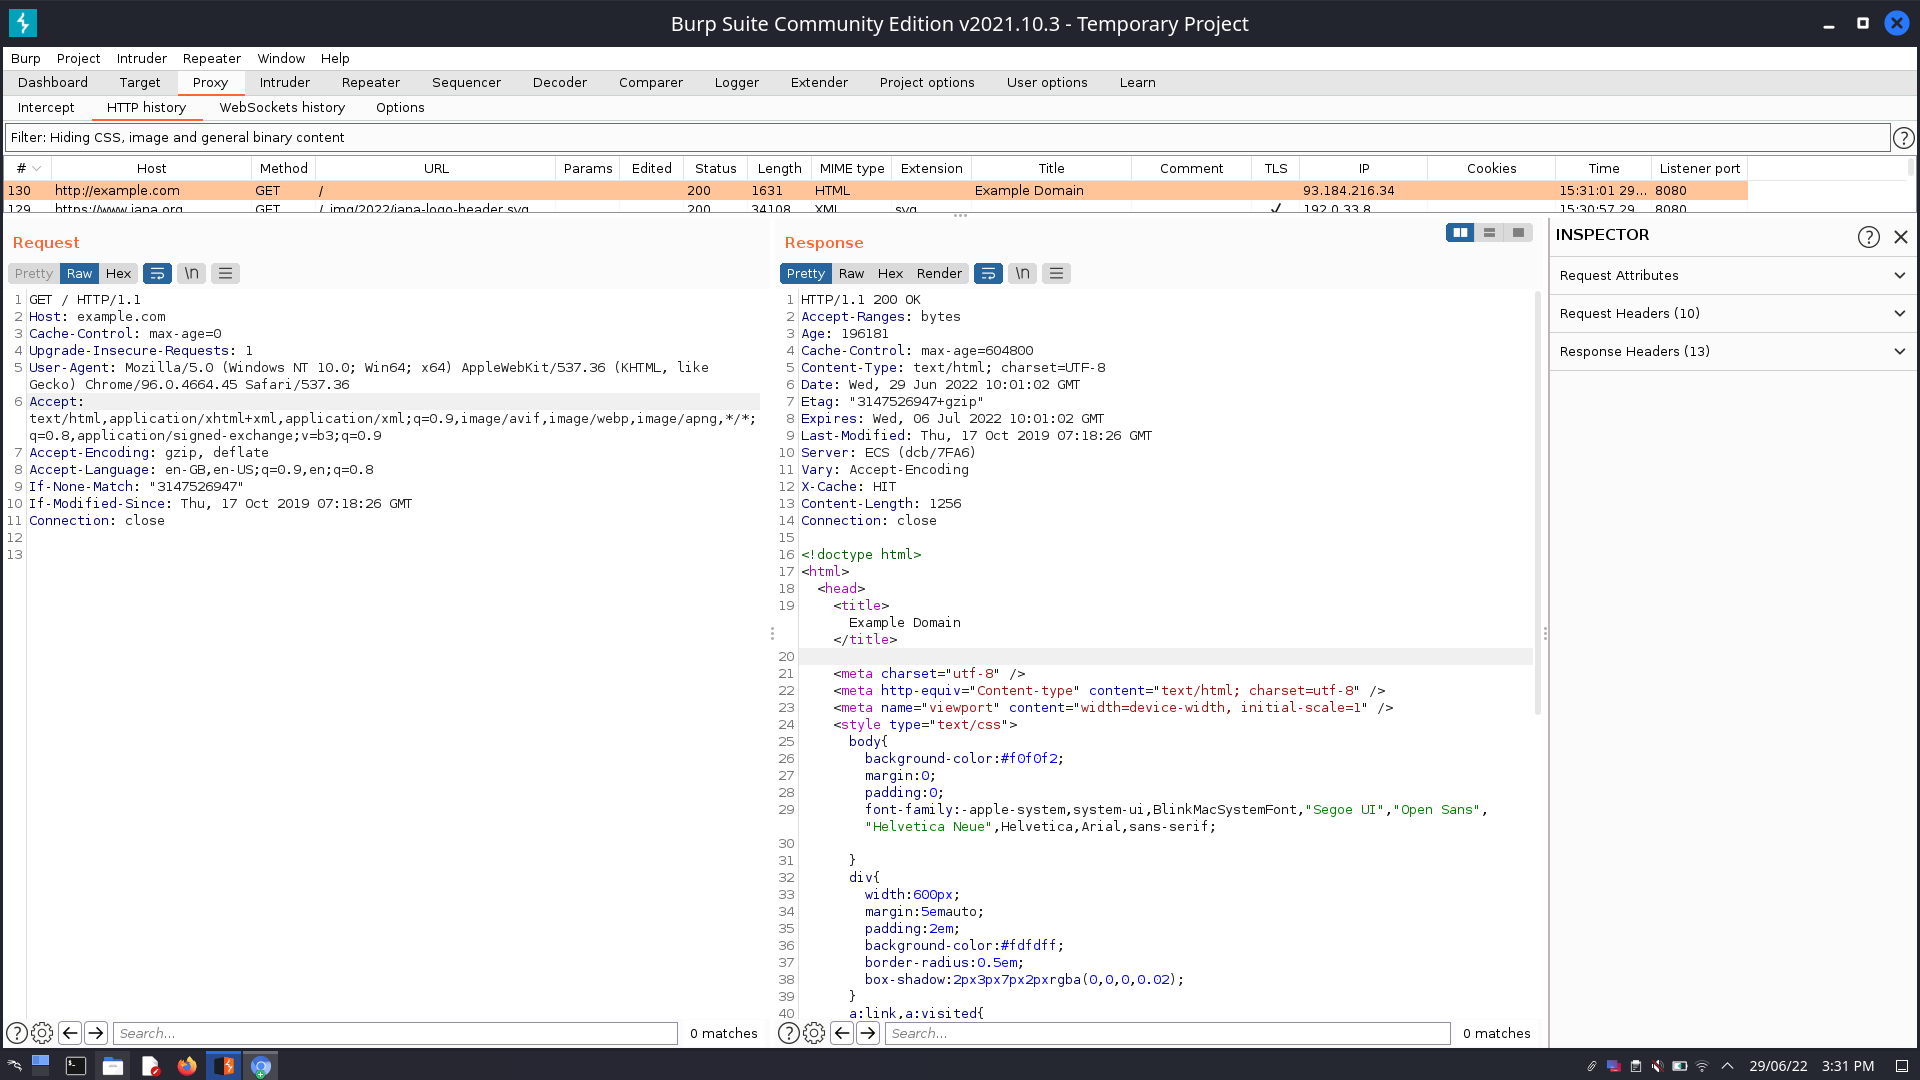 Burp Suite Community Edition v2021.10.3 - Temporary Project
Burp Project Intruder Repeater Window Help
Dashboard Target Proxy Intruder Repeater Sequencer Decoder Comparer Logger Extender Project options User options Learn
Intercept HTTP history WebSockets history Options
Filter: Hiding CSS, image and general binary content
?
# Host Method URL Params Edited Status Length MIME type Extension Title Comment TLS IP Cookies Time Listener port
130 http://example.com GET / 200 1631 HTML Example Domain 93.184.216.34 15:31:01 29... 8080
129 https://www.iana.org GET /_img/2022/iana-logo-header.svg 200 34108 XML svg ✓ 192.0.33.8 15:30:57 29... 8080
Request
Pretty Raw Hex \n
1 GET / HTTP/1.1
2 Host: example.com
3 Cache-Control: max-age=0
4 Upgrade-Insecure-Requests: 1
5 User-Agent: Mozilla/5.0 (Windows NT 10.0; Win64; x64) AppleWebKit/537.36 (KHTML, like
Gecko) Chrome/96.0.4664.45 Safari/537.36
6 Accept:
text/html,application/xhtml+xml,application/xml;q=0.9,image/avif,image/webp,image/apng,*/*;
q=0.8,application/signed-exchange;v=b3;q=0.9
7 Accept-Encoding: gzip, deflate
8 Accept-Language: en-GB,en-US;q=0.9,en;q=0.8
9 If-None-Match: "3147526947"
10 If-Modified-Since: Thu, 17 Oct 2019 07:18:26 GMT
11 Connection: close
12
13
? Search... 0 matches
Response
Pretty Raw Hex Render \n
1 HTTP/1.1 200 OK
2 Accept-Ranges: bytes
3 Age: 196181
4 Cache-Control: max-age=604800
5 Content-Type: text/html; charset=UTF-8
6 Date: Wed, 29 Jun 2022 10:01:02 GMT
7 Etag: "3147526947+gzip"
8 Expires: Wed, 06 Jul 2022 10:01:02 GMT
9 Last-Modified: Thu, 17 Oct 2019 07:18:26 GMT
10 Server: ECS (dcb/7FA6)
11 Vary: Accept-Encoding
12 X-Cache: HIT
13 Content-Length: 1256
14 Connection: close
15
16 <!doctype html>
17 <html>
18 <head>
19 <title>
Example Domain
</title>
20
21 <meta charset="utf-8" />
22 <meta http-equiv="Content-type" content="text/html; charset=utf-8" />
23 <meta name="viewport" content="width=device-width, initial-scale=1" />
24 <style type="text/css">
25 body{
26 background-color:#f0f0f2;
27 margin:0;
28 padding:0;
29 font-family:-apple-system,system-ui,BlinkMacSystemFont,"Segoe UI","Open Sans",
"Helvetica Neue",Helvetica,Arial,sans-serif;
30
31 }
32 div{
33 width:600px;
34 margin:5emauto;
35 padding:2em;
36 background-color:#fdfdff;
37 border-radius:0.5em;
38 box-shadow:2px3px7px2pxrgba(0,0,0,0.02);
39 }
40 a:link,a:visited{
? Search... 0 matches
INSPECTOR ?
Request Attributes
Request Headers (10)
Response Headers (13)
29/06/22 3:31 PM